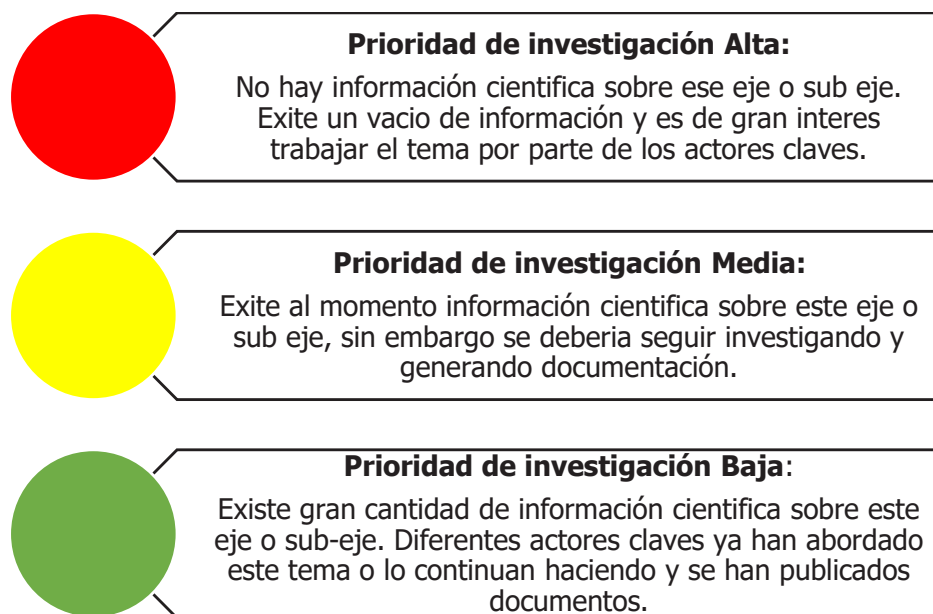 Prioridad de investigación Alta:
No hay información cientifica sobre ese eje o sub eje.
Exite un vacio de información y es de gran interes
trabajar el tema por parte de los actores claves.
Prioridad de investigación Media:
Exite al momento información cientifica sobre este eje o
sub eje, sin embargo se deberia seguir investigando y
generando documentación.
Prioridad de investigación Baja:
Existe gran cantidad de información cientifica sobre este
eje o sub-eje. Diferentes actores claves ya han abordado
este tema o lo continuan haciendo y se han publicados
documentos.